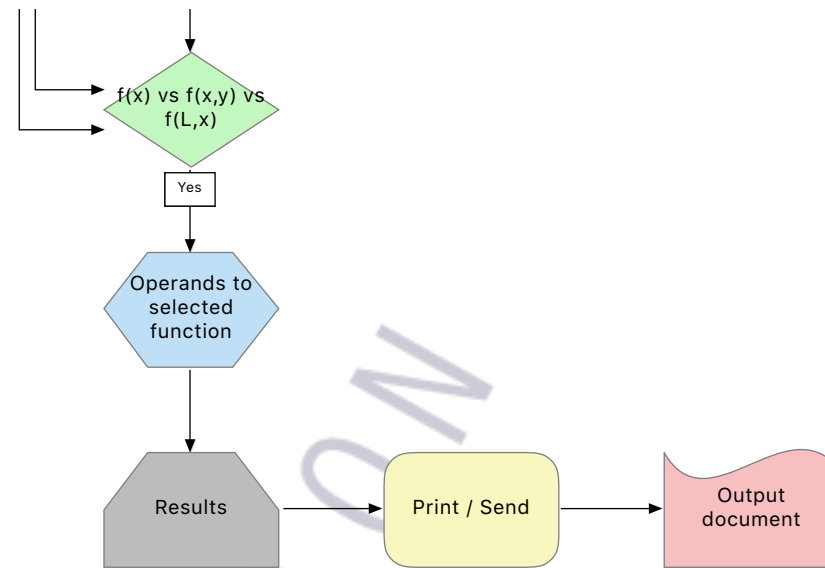 f(x) vs f(x,y) vs
f(L,x)
Yes
Operands to
selected
function
Results
Print / Send
Output
document